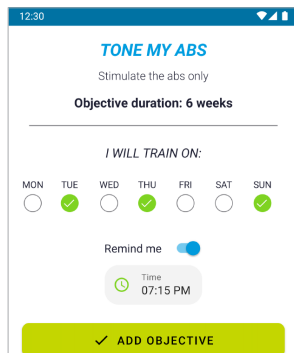 12:30
TONE MY ABS
Stimulate the abs only
Objective duration: 6 weeks
I WILL TRAIN ON:
MON TUE WED THU FRI SAT SUN
Remind me
Time
07:15 PM
ADD OBJECTIVE